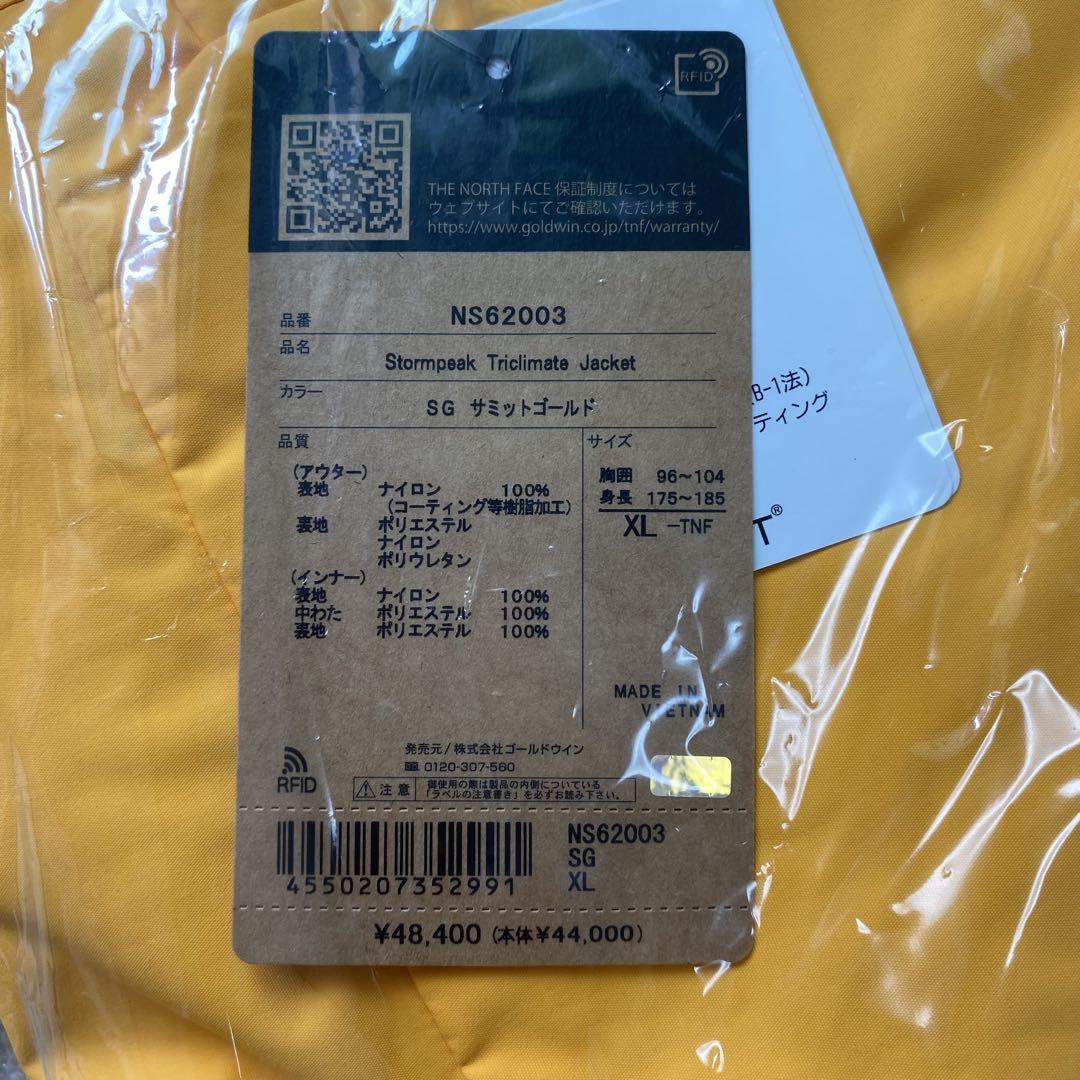 RFID
THE NORTH FACE 保証制度については
ウェブサイトにてご確認いただけます。
https://www.goldwin.co.jp/tnf/warranty/
品番 NS62003
品名 Stormpeak Triclimate Jacket
カラー SG サミットゴールド
品質
(アウター)
表地 ナイロン 100%
(コーティング等樹脂加工)
裏地 ポリエステル
ナイロン
ポリウレタン
(インナー)
表地 ナイロン 100%
中わた ポリエステル 100%
裏地 ポリエステル 100%
サイズ
胸囲 96~104
身長 175~185
XL -TNF
MADE IN
VIETNAM
発売元/株式会社ゴールドウイン
0120-307-560
RFID
注意 御使用の際は製品の内側についている
「ラベルの注意書き」を必ずお読み下さい。
4550207352991
NS62003
SG
XL
¥48,400 (本体¥44,000)
B-1法)
ティング
T®